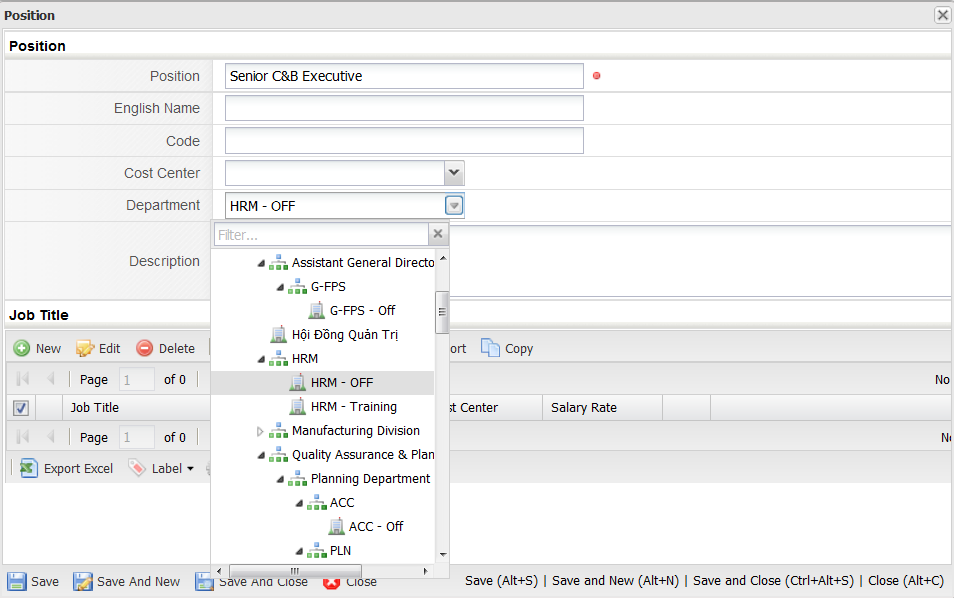 Position
Position
Position Senior C&B Executive
English Name
Code
Cost Center
Department HRM - OFF
Filter...
Description
Assistant General Directo
G-FPS
G-FPS - Off
Hội Đồng Quản Trị
HRM
HRM - OFF
HRM - Training
Manufacturing Division
Quality Assurance & Plan
Planning Department
ACC
ACC - Off
PLN
Job Title
New Edit Delete ort Copy
Page 1 of 0 No
Job Title st Center Salary Rate
Page 1 of 0 No
Export Excel Label
Save Save And New Save And Close Close Save (Alt+S) | Save and New (Alt+N) | Save and Close (Ctrl+Alt+S) | Close (Alt+C)